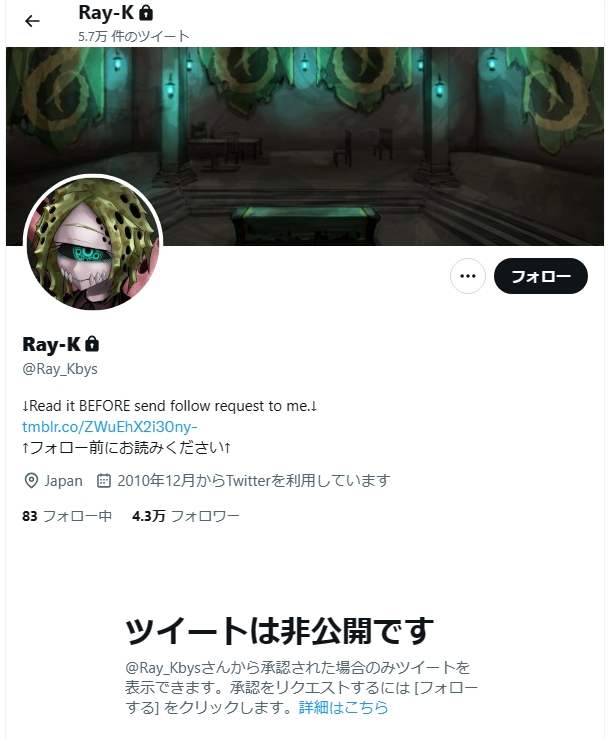 Ray-K
5.7万 件のツイート
フォロー
Ray-K
@Ray_Kbys
↓Read it BEFORE send follow request to me.↓
tmblr.co/ZWuEhX2i30ny-
↑フォロー前にお読みください↑
Japan 2010年12月からTwitterを利用しています
83 フォロー中 4.3万 フォロワー
ツイートは非公開です
@Ray_Kbysさんから承認された場合のみツイートを
表示できます。承認をリクエストするには [フォロー
する] をクリックします。詳細はこちら